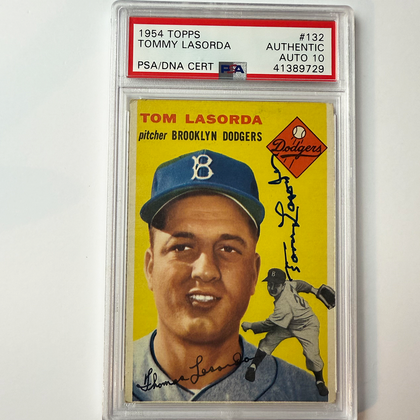 1954 TOPPS #132
TOMMY LASORDA AUTHENTIC
AUTO 10
PSA/DNA CERT PSA 41389729
TOM LASORDA
pitcher BROOKLYN DODGERS
Dodgers
B
Tommy Lasorda
Thomas Lasorda